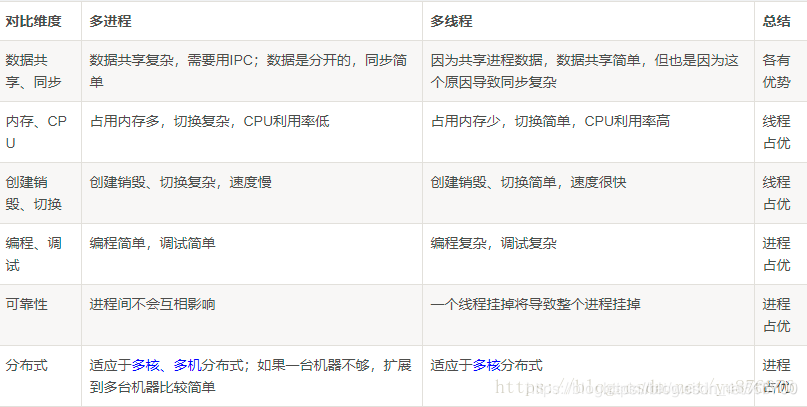 对比维度 多进程 多线程 总结
数据共享、同步 数据共享复杂，需要用IPC；数据是分开的，同步简单 因为共享进程数据，数据共享简单，但也是因为这个原因导致同步复杂 各有优势
内存、CPU 占用内存多，切换复杂，CPU利用率低 占用内存少，切换简单，CPU利用率高 线程占优
创建销毁、切换 创建销毁、切换复杂，速度慢 创建销毁、切换简单，速度很快 线程占优
编程、调试 编程简单，调试简单 编程复杂，调试复杂 进程占优
可靠性 进程间不会互相影响 一个线程挂掉将导致整个进程挂掉 进程占优
分布式 适应于多核、多机分布式；如果一台机器不够，扩展到多台机器比较简单 适应于多核分布式 进程占优